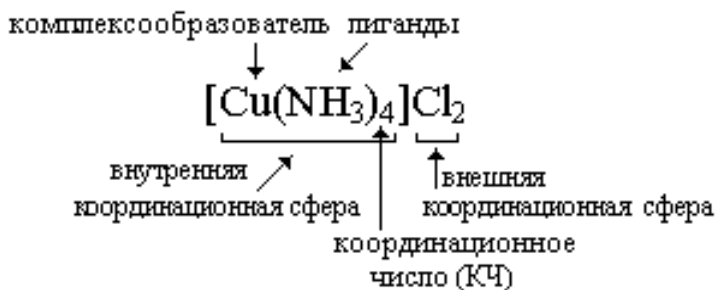 комплексообразователь лиганды
[Cu(NH₃)₄]Cl₂
внутренняя
координационная сфера
внешняя
координационная сфера
координационное
число (КЧ)